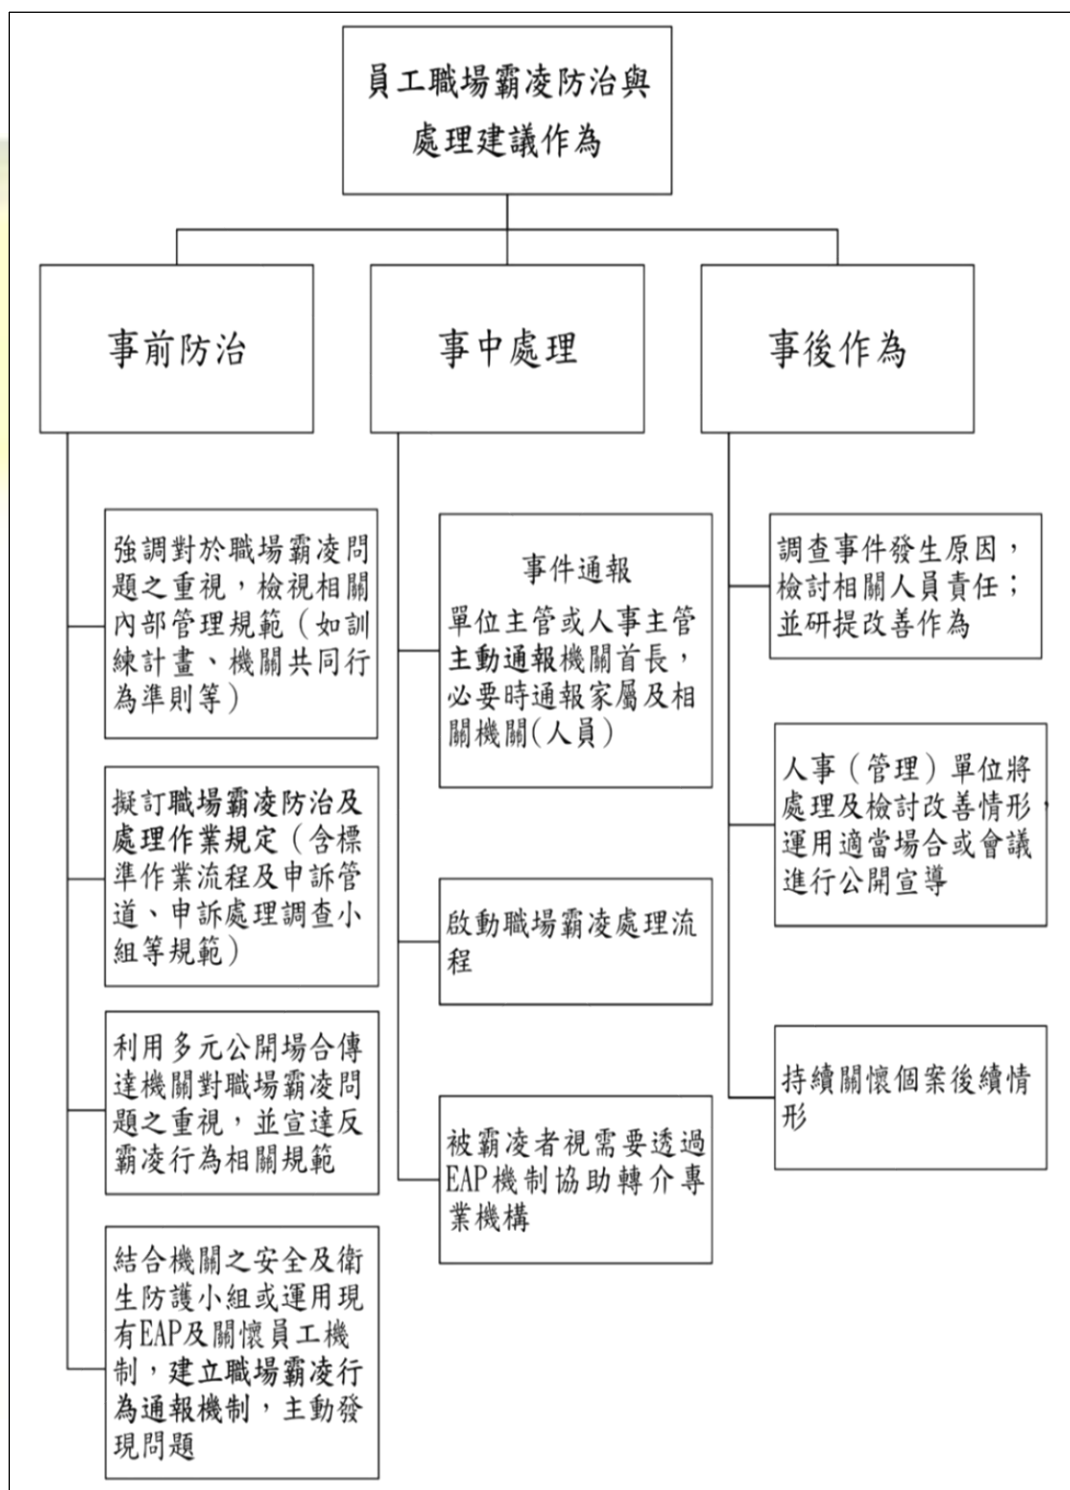 員工職場霸凌防治與
處理建議作為
事前防治
強調對於職場霸凌問
題之重視，檢視相關
內部管理規範（如訓
練計畫、機關共同行
為準則等）
擬訂職場霸凌防治及
處理作業規定（含標
準作業流程及申訴管
道、申訴處理調查小
組等規範）
利用多元公開場合傳
達機關對職場霸凌問
題之重視，並宣達反
霸凌行為相關規範
結合機關之安全及衛
生防護小組或運用現
有EAP及關懷員工機
制，建立職場霸凌行
為通報機制，主動發
現問題
事中處理
事件通報
單位主管或人事主管
主動通報機關首長，
必要時通報家屬及相
關機關(人員)
啟動職場霸凌處理流
程
被霸凌者視需要透過
EAP機制協助轉介專
業機構
事後作為
調查事件發生原因，
檢討相關人員責任；
並研提改善作為
人事（管理）單位將
處理及檢討改善情形，
運用適當場合或會議
進行公開宣導
持續關懷個案後續情
形